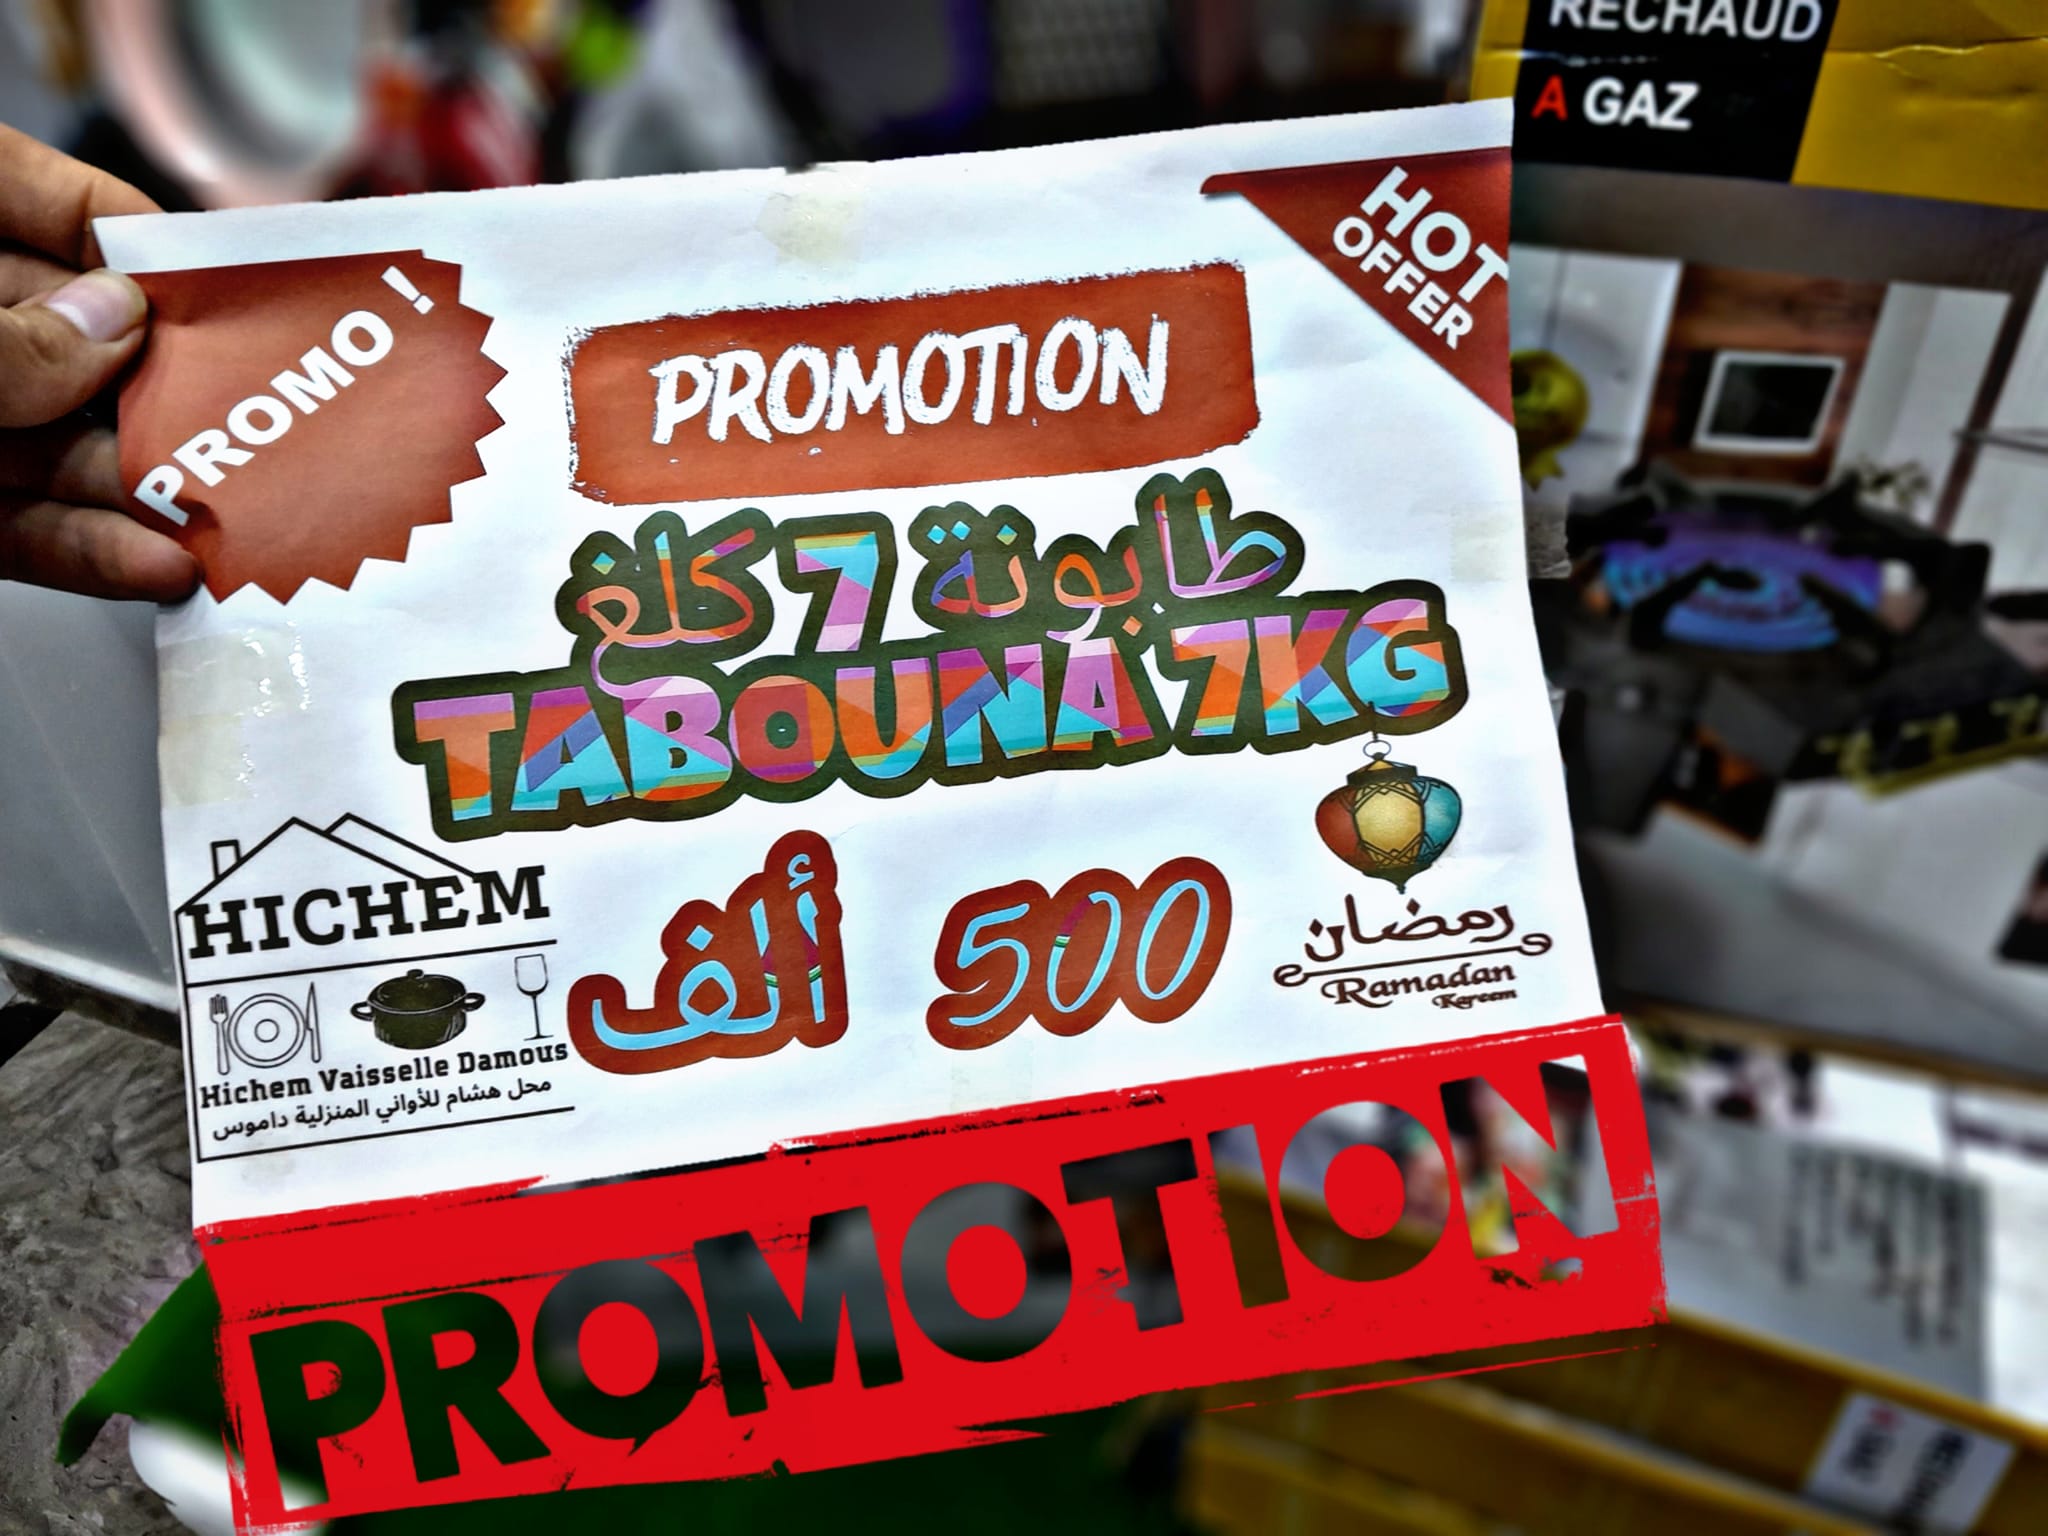 RECHAUD
A GAZ
HOT
OFFER
PROMO !
PROMOTION
طابونة 7 كلغ
TABOUNA 7KG
500 ألف
HICHEM
Hichem Vaisselle Damous
محل هشام للأواني المنزلية داموس
رمضان
Ramadan
Kareem
PROMOTION